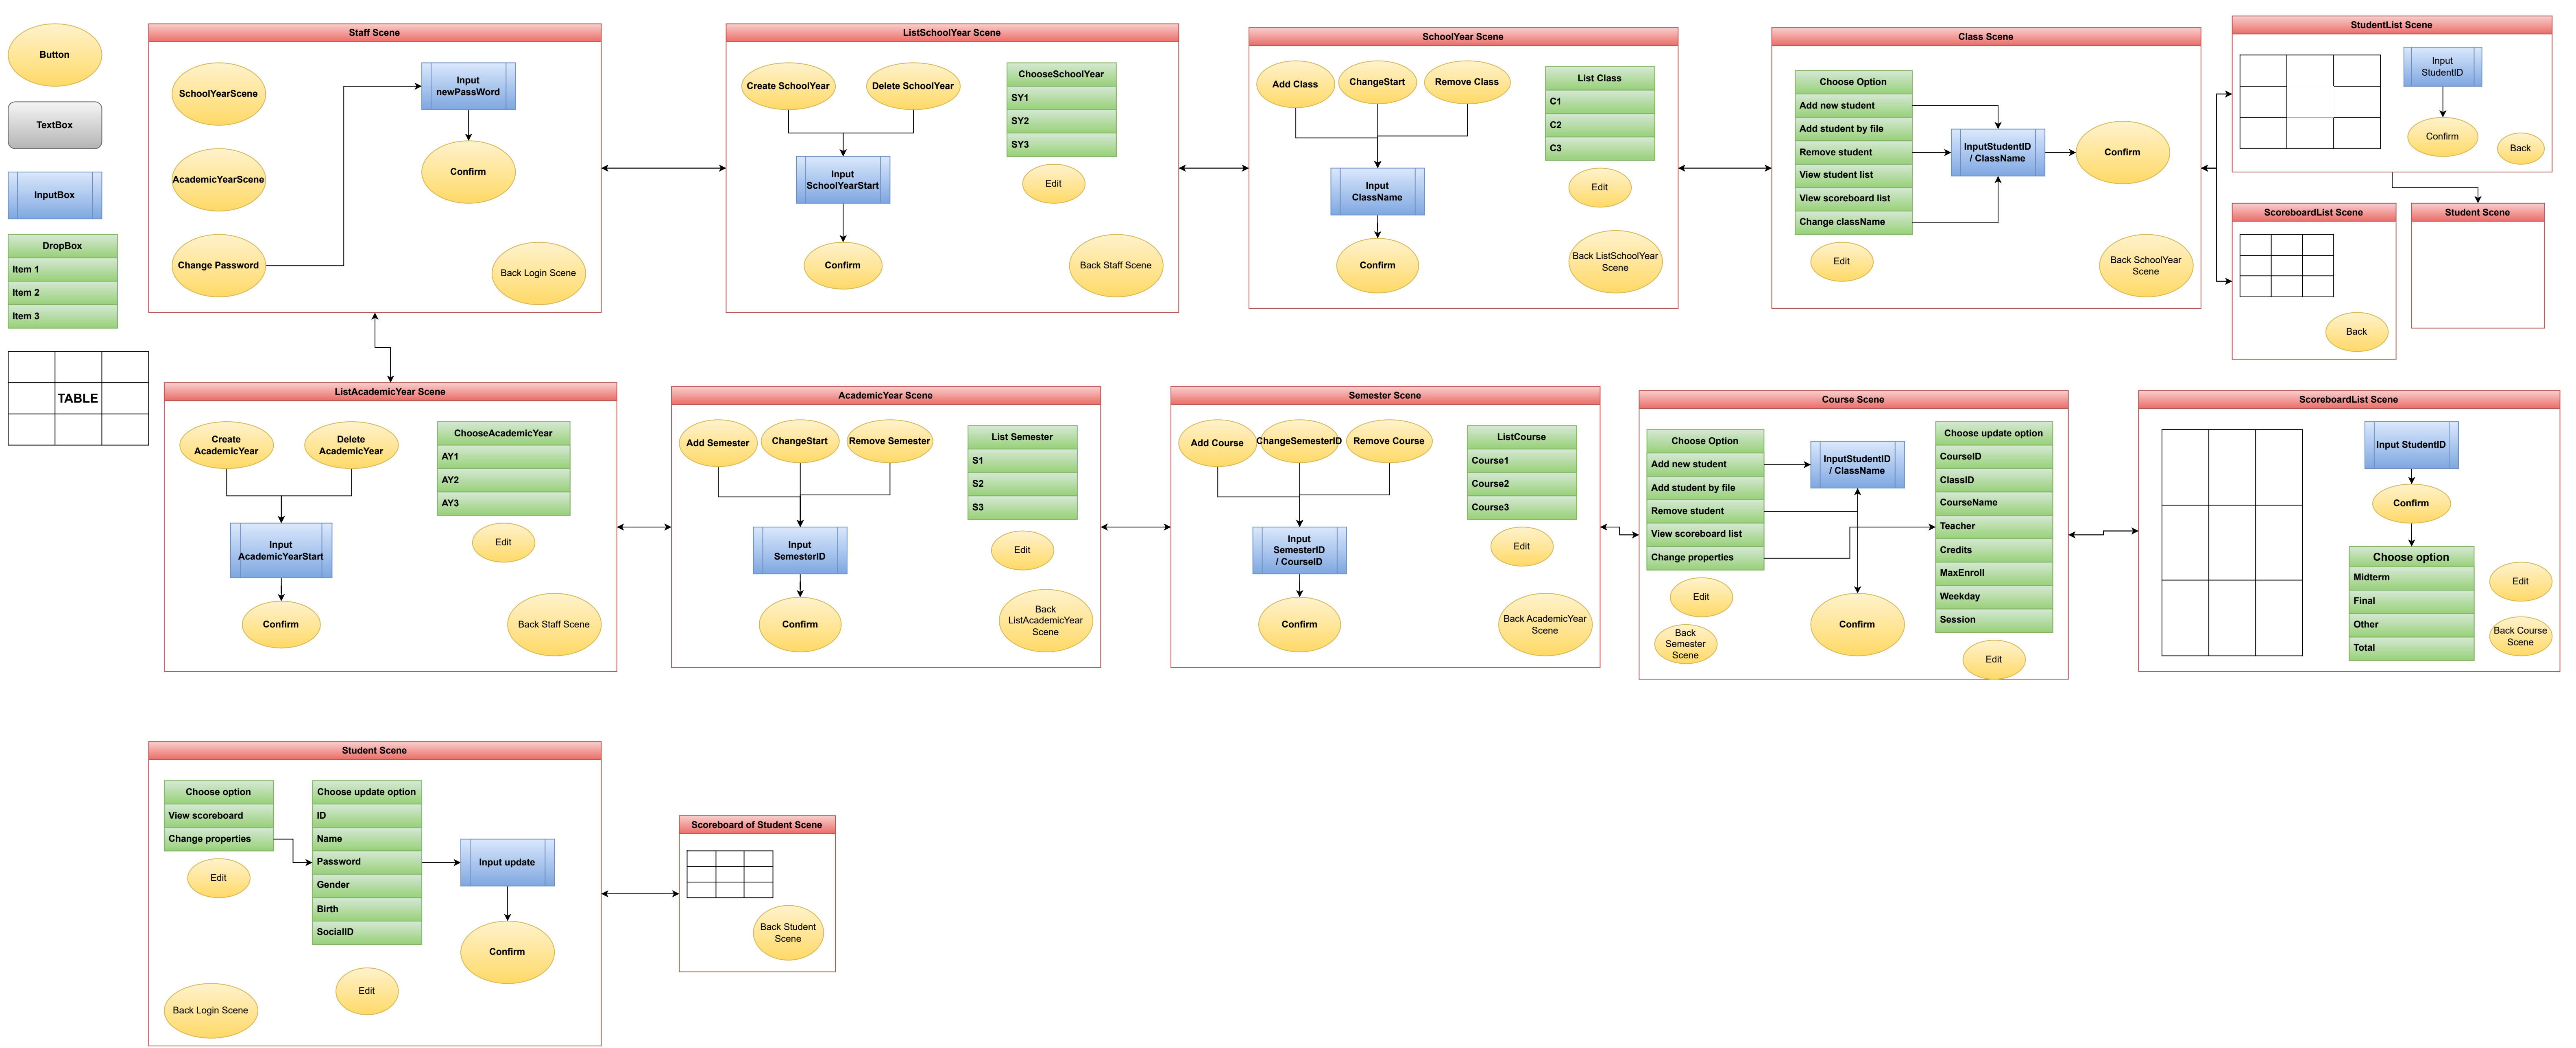 Button
TextBox
InputBox
DropBox
Item 1
Item 2
Item 3
TABLE
Staff Scene
SchoolYearScene
AcademicYearScene
Change Password
Input
newPassWord
Confirm
Back Login Scene
ListSchoolYear Scene
Create SchoolYear
Delete SchoolYear
Input
SchoolYearStart
Confirm
ChooseSchoolYear
SY1
SY2
SY3
Edit
Back Staff Scene
SchoolYear Scene
Add Class
ChangeStart
Remove Class
Input
ClassName
Confirm
List Class
C1
C2
C3
Edit
Back ListSchoolYear
Scene
Class Scene
Choose Option
Add new student
Add student by file
Remove student
View student list
View scoreboard list
Change className
Edit
InputStudentID
/ ClassName
Confirm
Back SchoolYear
Scene
StudentList Scene
Input
StudentID
Confirm
Back
ScoreboardList Scene
Back
Student Scene
ListAcademicYear Scene
Create
AcademicYear
Delete
AcademicYear
Input
AcademicYearStart
Confirm
ChooseAcademicYear
AY1
AY2
AY3
Edit
Back Staff Scene
AcademicYear Scene
Add Semester
ChangeStart
Remove Semester
Input
SemesterID
Confirm
List Semester
S1
S2
S3
Edit
Back
ListAcademicYear
Scene
Semester Scene
Add Course
ChangeSemesterID
Remove Course
Input
SemesterID
/ CourseID
Confirm
ListCourse
Course1
Course2
Course3
Edit
Back AcademicYear
Scene
Course Scene
Choose Option
Add new student
Add student by file
Remove student
View scoreboard list
Change properties
Edit
Back
Semester
Scene
InputStudentID
/ ClassName
Confirm
Choose update option
CourseID
ClassID
CourseName
Teacher
Credits
MaxEnroll
Weekday
Session
Edit
ScoreboardList Scene
Input StudentID
Confirm
Choose option
Midterm
Final
Other
Total
Edit
Back Course
Scene
Student Scene
Choose option
View scoreboard
Change properties
Edit
Back Login Scene
Choose update option
ID
Name
Password
Gender
Birth
SocialID
Edit
Input update
Confirm
Scoreboard of Student Scene
Back Student
Scene